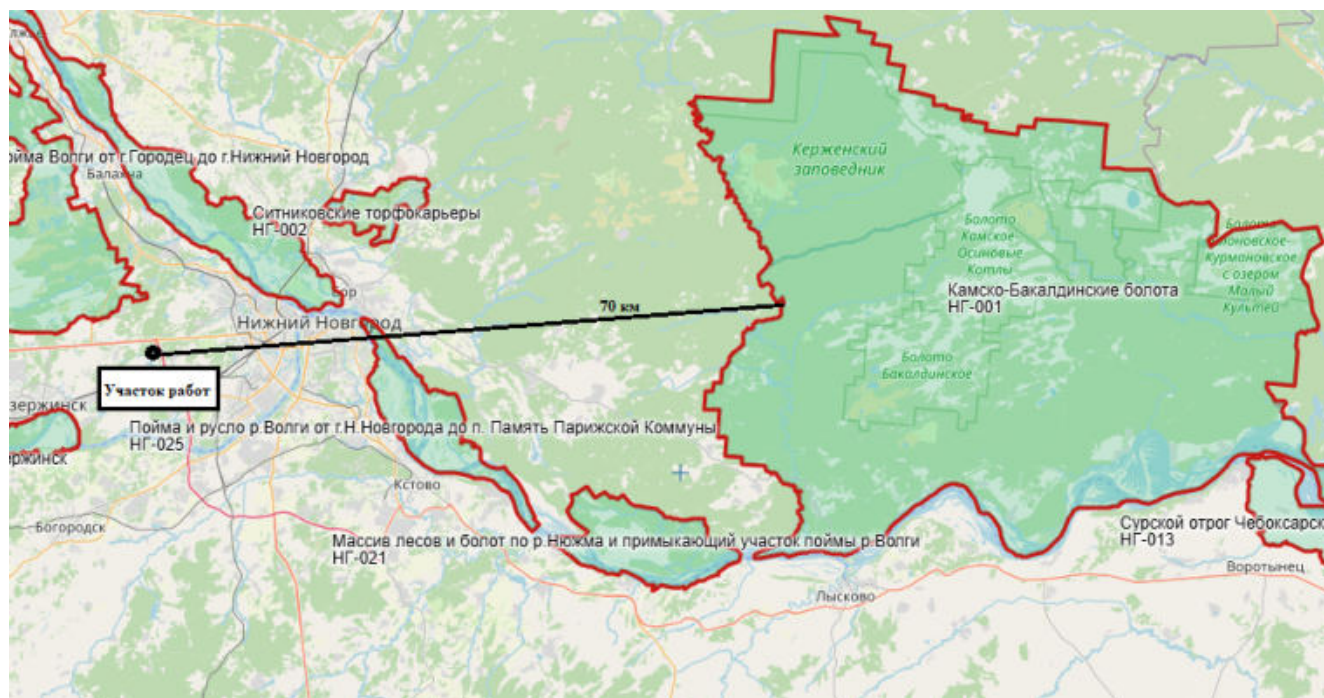 лжье
ойма Волги от г.Городец до г.Нижний Новгород
Балахна
Керженский
заповедник
Ситниковские торфокарьеры
НГ-002
Болото
Камское-
Осиновые
Котлы
Болото
Курмановское
с озером
Малый
Культей
Камско-Бакалдинские болота
НГ-001
Бор
70 км
Нижний Новгород
Болото
Бакалдинское
Участок работ
зержинск
Пойма и русло р.Волги от г.Н.Новгорода до п. Память Парижской Коммуны
НГ-025
ержинск
Кстово
Богородск
Сурской отрог Чебоксарск
НГ-013
Массив лесов и болот по р.Нюжма и примыкающий участок поймы р.Волги
НГ-021
Воротынец
Лысково